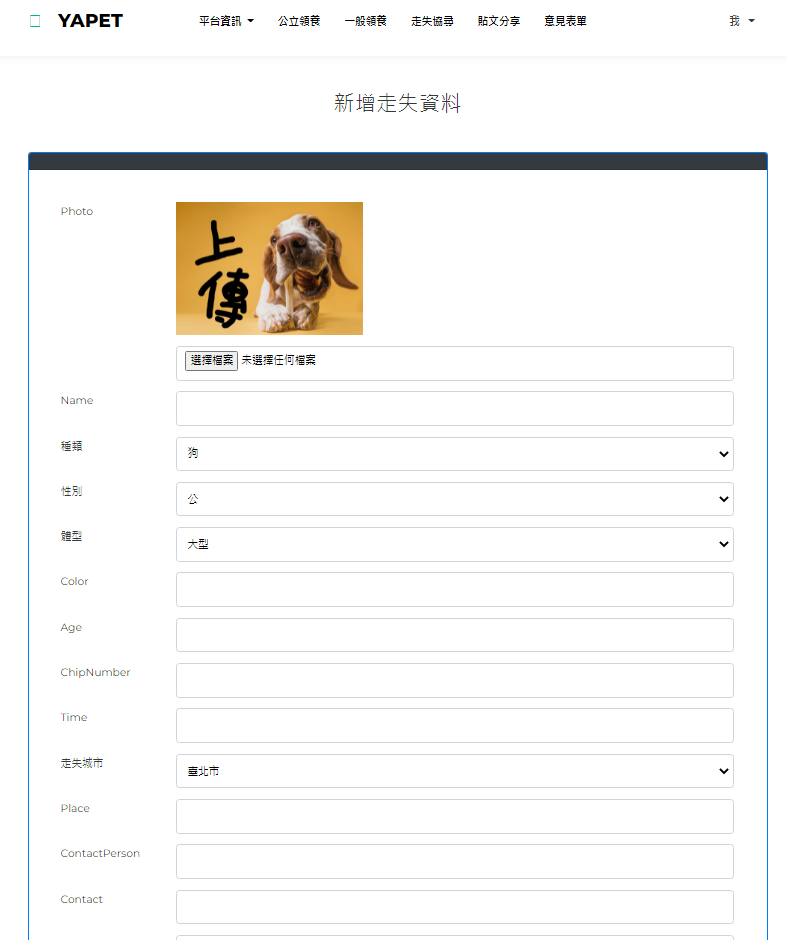 YAPET
平台資訊
公立領養
一般領養
走失協尋
貼文分享
意見表單
我
新增走失資料
Photo
上傳
選擇檔案 未選擇任何檔案
Name
種類
狗
性別
公
體型
大型
Color
Age
ChipNumber
Time
走失城市
臺北市
Place
ContactPerson
Contact